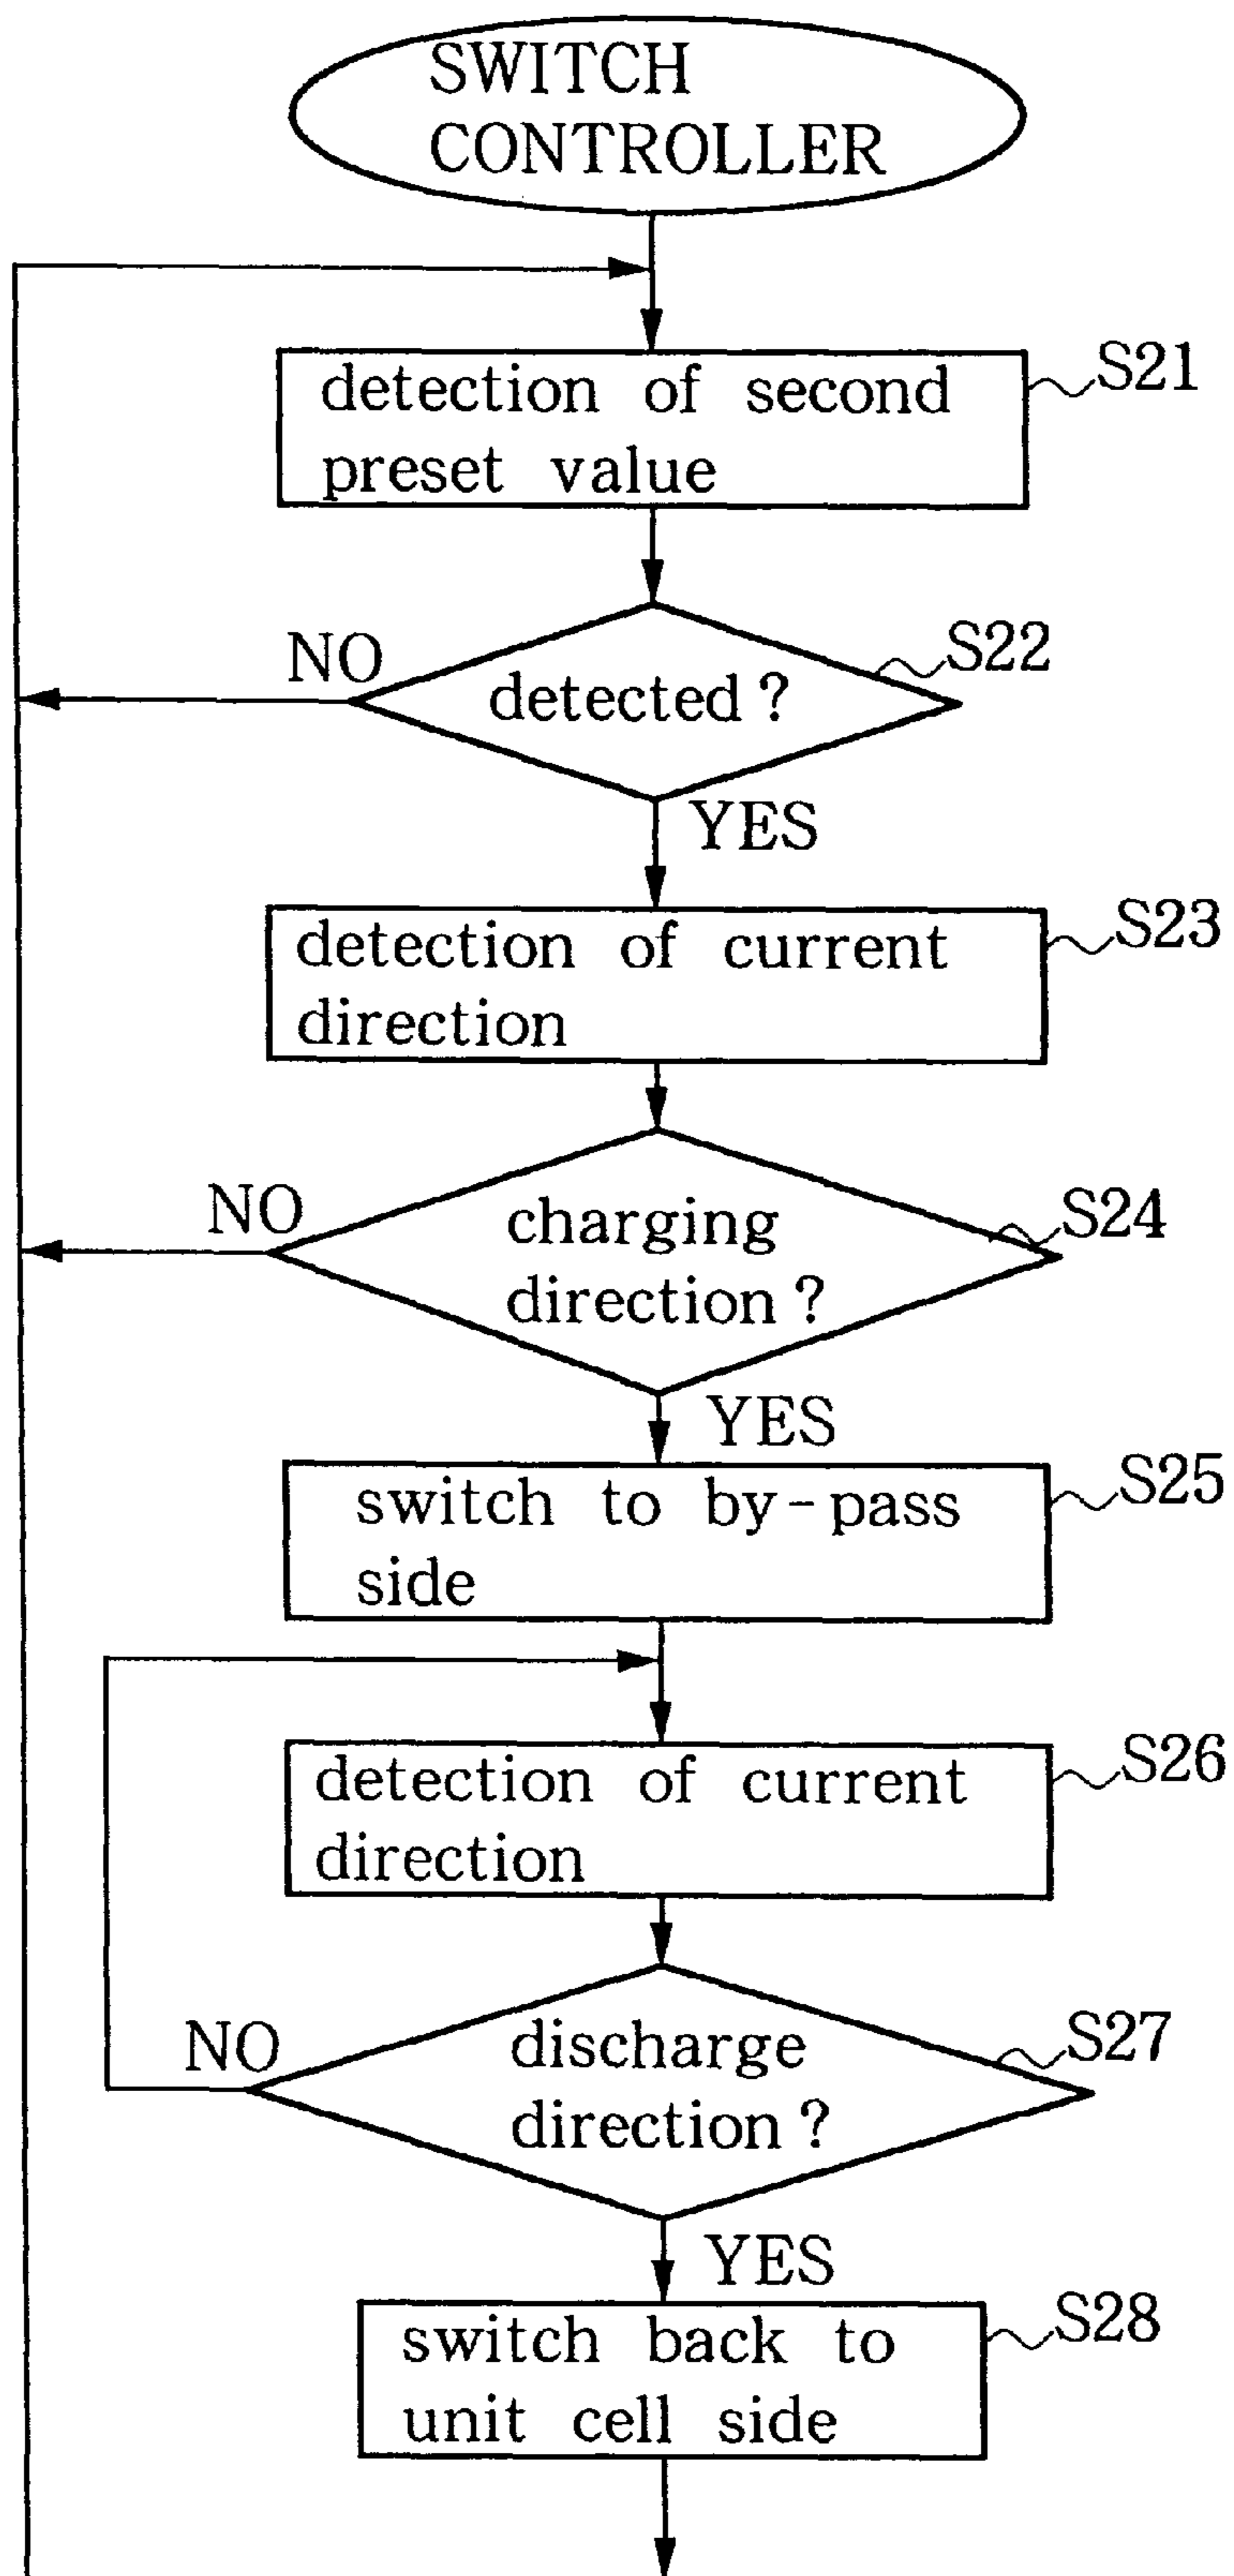 SWITCH
CONTROLLER
detection of second
preset value
S21
NO
detected ?
S22
YES
detection of current
direction
S23
NO
charging
direction ?
S24
YES
switch to by-pass
side
S25
detection of current
direction
S26
NO
discharge
direction ?
S27
YES
switch back to
unit cell side
S28